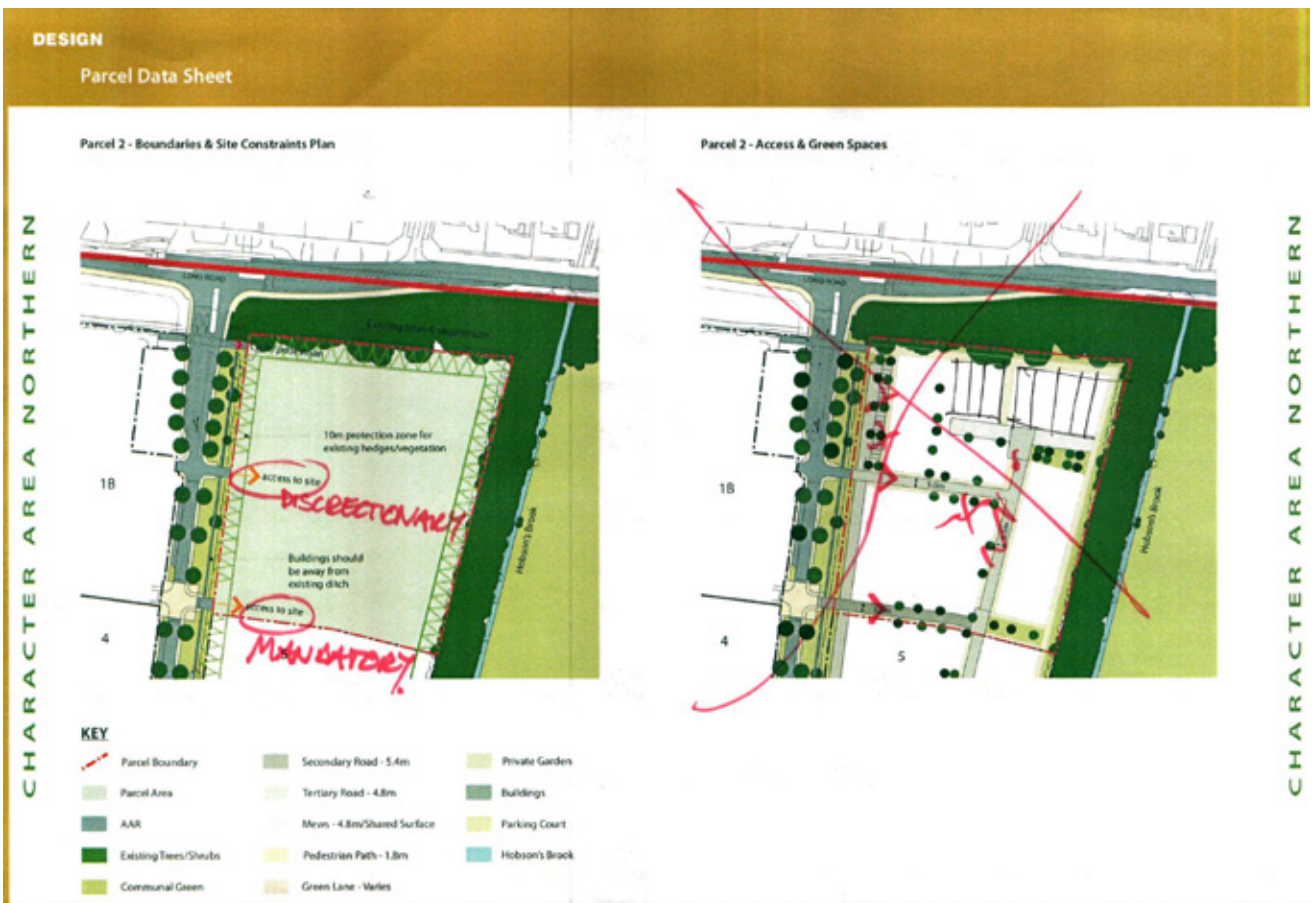 DESIGN
Parcel Data Sheet
Parcel 2 - Boundaries & Site Constraints Plan
LONG ROAD
10m protection zone for
existing hedges/vegetation
1B
access to site
DISCRECTIONARY
Hobson's Brook
Buildings should
be away from
existing ditch
access to site
MANDATORY.
4
Parcel 2 - Access & Green Spaces
LONG ROAD
1B
Hobson's Brook
4
5
CHARACTER AREA NORTHERN
CHARACTER AREA NORTHERN
KEY
Parcel Boundary
Parcel Area
AAR
Existing Trees/Shrubs
Communal Green
Secondary Road - 5.4m
Tertiary Road - 4.8m
Mews - 4.8m/Shared Surface
Pedestrian Path - 1.8m
Green Lane - Varies
Private Garden
Buildings
Parking Court
Hobson's Brook